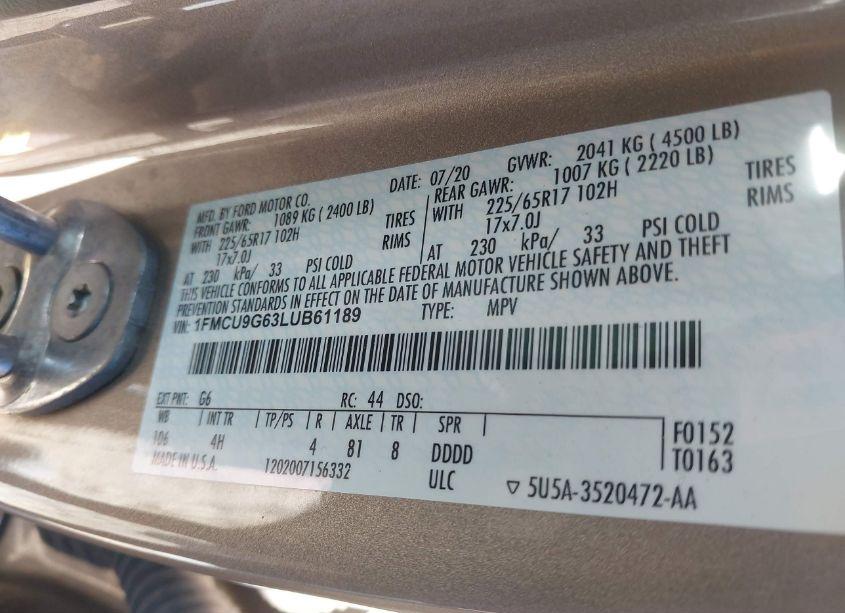 MFD. BY FORD MOTOR CO.
DATE: 07/20 GVWR: 2041 KG ( 4500 LB)
FRONT GAWR: 1089 KG ( 2400 LB) REAR GAWR: 1007 KG ( 2220 LB)
WITH 225/65R17 102H TIRES WITH 225/65R17 102H TIRES
17x7.0J RIMS 17x7.0J RIMS
AT 230 kPa/ 33 PSI COLD AT 230 kPa/ 33 PSI COLD
THIS VEHICLE CONFORMS TO ALL APPLICABLE FEDERAL MOTOR VEHICLE SAFETY AND THEFT
PREVENTION STANDARDS IN EFFECT ON THE DATE OF MANUFACTURE SHOWN ABOVE.
VIN: 1FMCU9G63LUB61189 TYPE: MPV
EXT PNT: G6 RC: 44 DSO:
WB INT TR TP/PS R AXLE TR SPR
106 4H 4 81 8 DDDD
F0152
MADE IN U.S.A. 1202007156332 ULC T0163
5U5A-3520472-AA